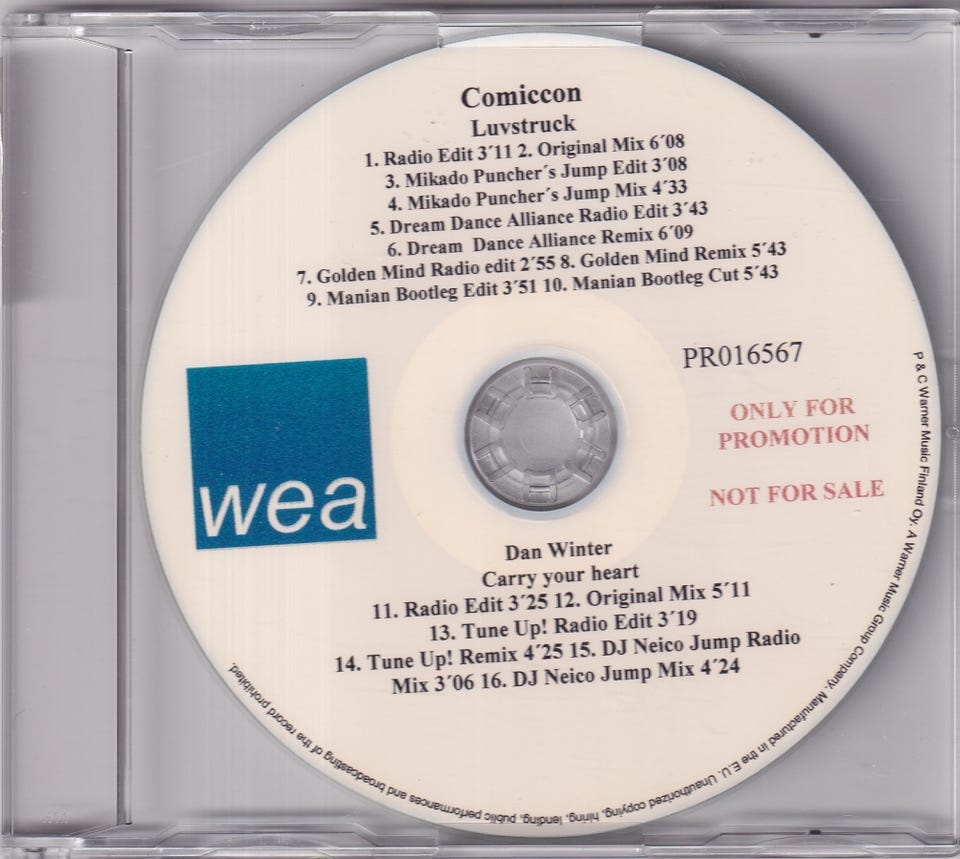 Comiccon
Luvstruck
1. Radio Edit 3´11 2. Original Mix 6´08
3. Mikado Puncher´s Jump Edit 3´08
4. Mikado Puncher´s Jump Mix 4´33
5. Dream Dance Alliance Radio Edit 3´43
6. Dream Dance Alliance Remix 6´09
7. Golden Mind Radio edit 2´55 8. Golden Mind Remix 5´43
9. Manian Bootleg Edit 3´51 10. Manian Bootleg Cut 5´43
PR016567
ONLY FOR
PROMOTION
NOT FOR SALE
wea
Dan Winter
Carry your heart
11. Radio Edit 3´25 12. Original Mix 5´11
13. Tune Up! Radio Edit 3´19
14. Tune Up! Remix 4´25 15. DJ Neico Jump Radio
Mix 3´06 16. DJ Neico Jump Mix 4´24
P & C Warner Music Finland Oy. A Warner Music Group Company. Manufactured in the E.U. Unauthorized copying, hiring, lending, public performances and broadcasting of the record prohibited.